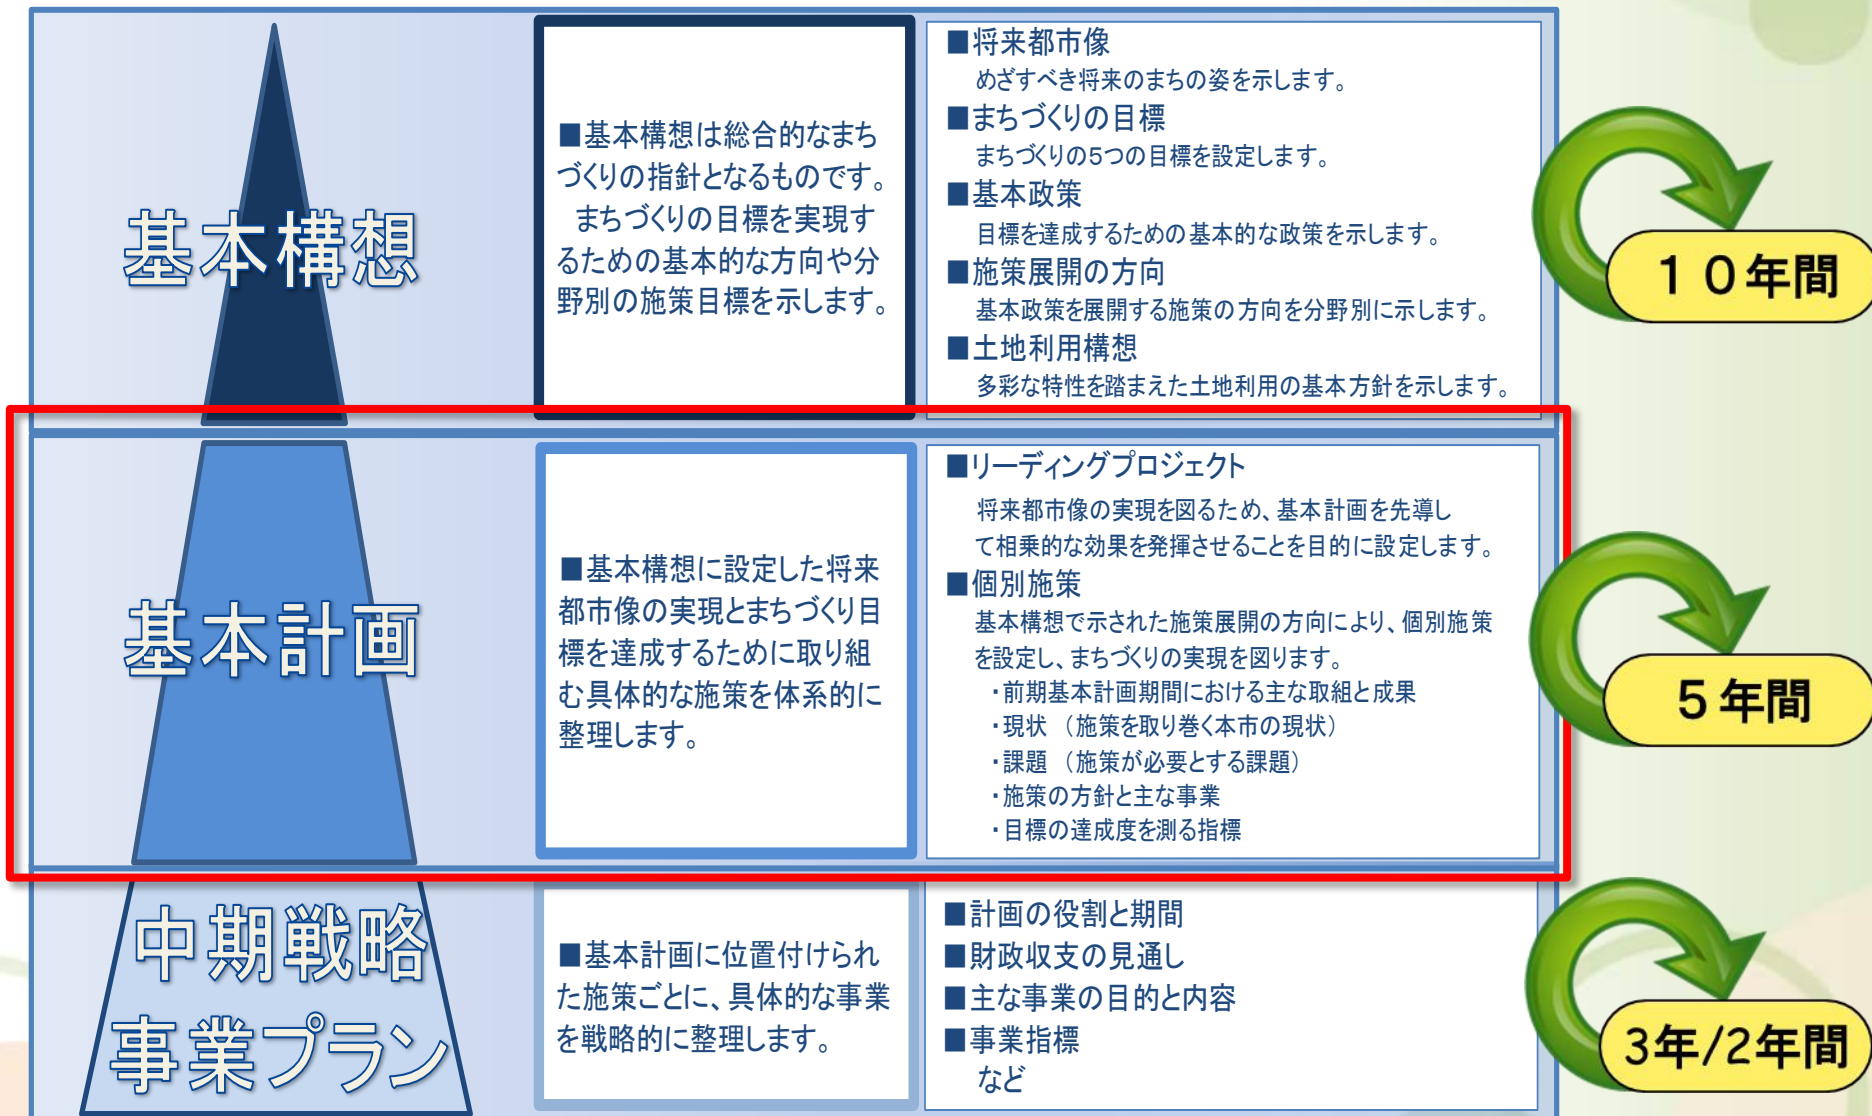 基本構想
■基本構想は総合的なまち
づくりの指針となるものです。
まちづくりの目標を実現す
るための基本的な方向や分
野別の施策目標を示します。
■将来都市像
めざすべき将来のまちの姿を示します。
■まちづくりの目標
まちづくりの5つの目標を設定します。
■基本政策
目標を達成するための基本的な政策を示します。
■施策展開の方向
基本政策を展開する施策の方向を分野別に示します。
■土地利用構想
多彩な特性を踏まえた土地利用の基本方針を示します。
１０年間
基本計画
■基本構想に設定した将来
都市像の実現とまちづくり目
標を達成するために取り組
む具体的な施策を体系的に
整理します。
■リーディングプロジェクト
将来都市像の実現を図るため、基本計画を先導し
て相乗的な効果を発揮させることを目的に設定します。
■個別施策
基本構想で示された施策展開の方向により、個別施策
を設定し、まちづくりの実現を図ります。
・前期基本計画期間における主な取組と成果
・現状 （施策を取り巻く本市の現状）
・課題 （施策が必要とする課題）
・施策の方針と主な事業
・目標の達成度を測る指標
５年間
中期戦略
事業プラン
■基本計画に位置付けられ
た施策ごとに、具体的な事業
を戦略的に整理します。
■計画の役割と期間
■財政収支の見通し
■主な事業の目的と内容
■事業指標
など
3年/2年間